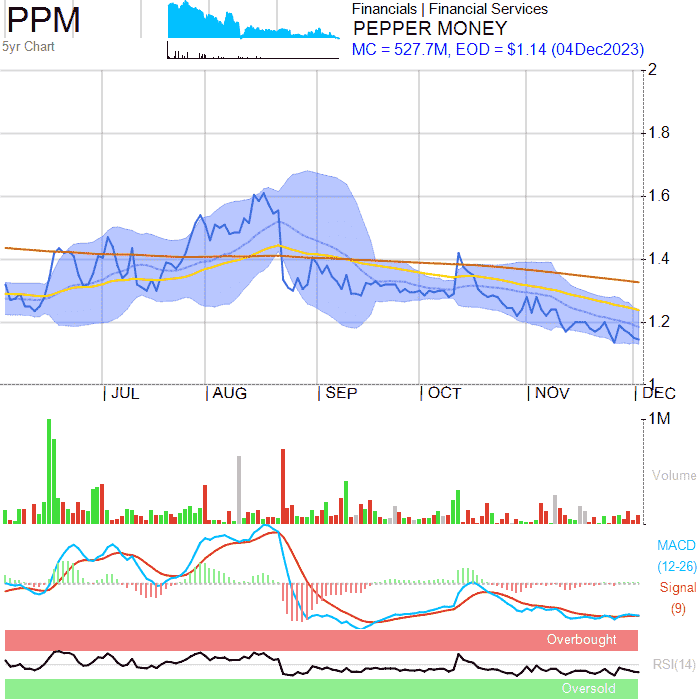 PPM
5yr Chart
Financials | Financial Services
PEPPER MONEY
MC = 527.7M, EOD = $1.14 (04Dec2023)
2
1.8
1.6
1.4
1.2
1
JUL AUG SEP OCT NOV DEC
1M
Volume
MACD
(12-26)
Signal
(9)
Overbought
RSI(14)
Oversold